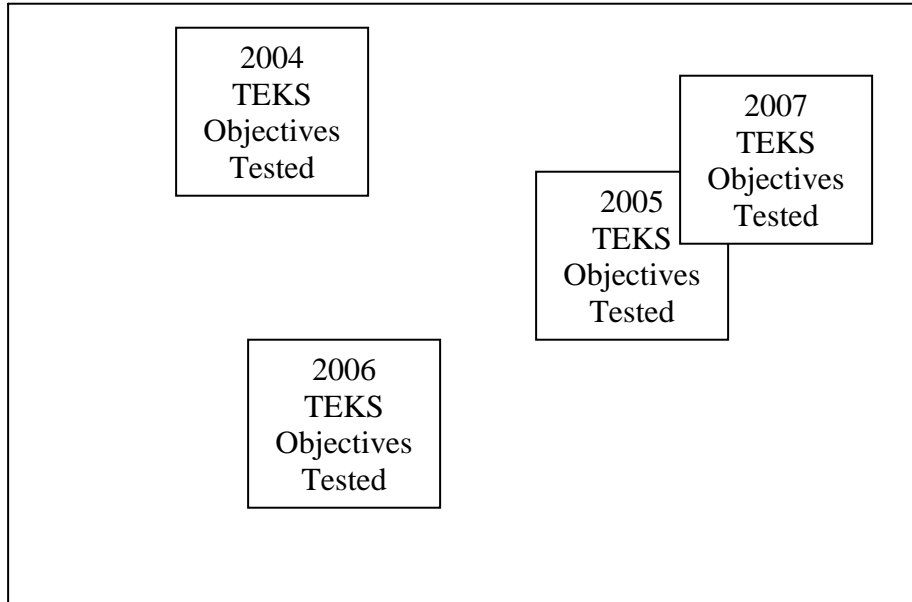 2004
TEKS
Objectives
Tested
2007
TEKS
Objectives
Tested
2005
TEKS
Objectives
Tested
2006
TEKS
Objectives
Tested